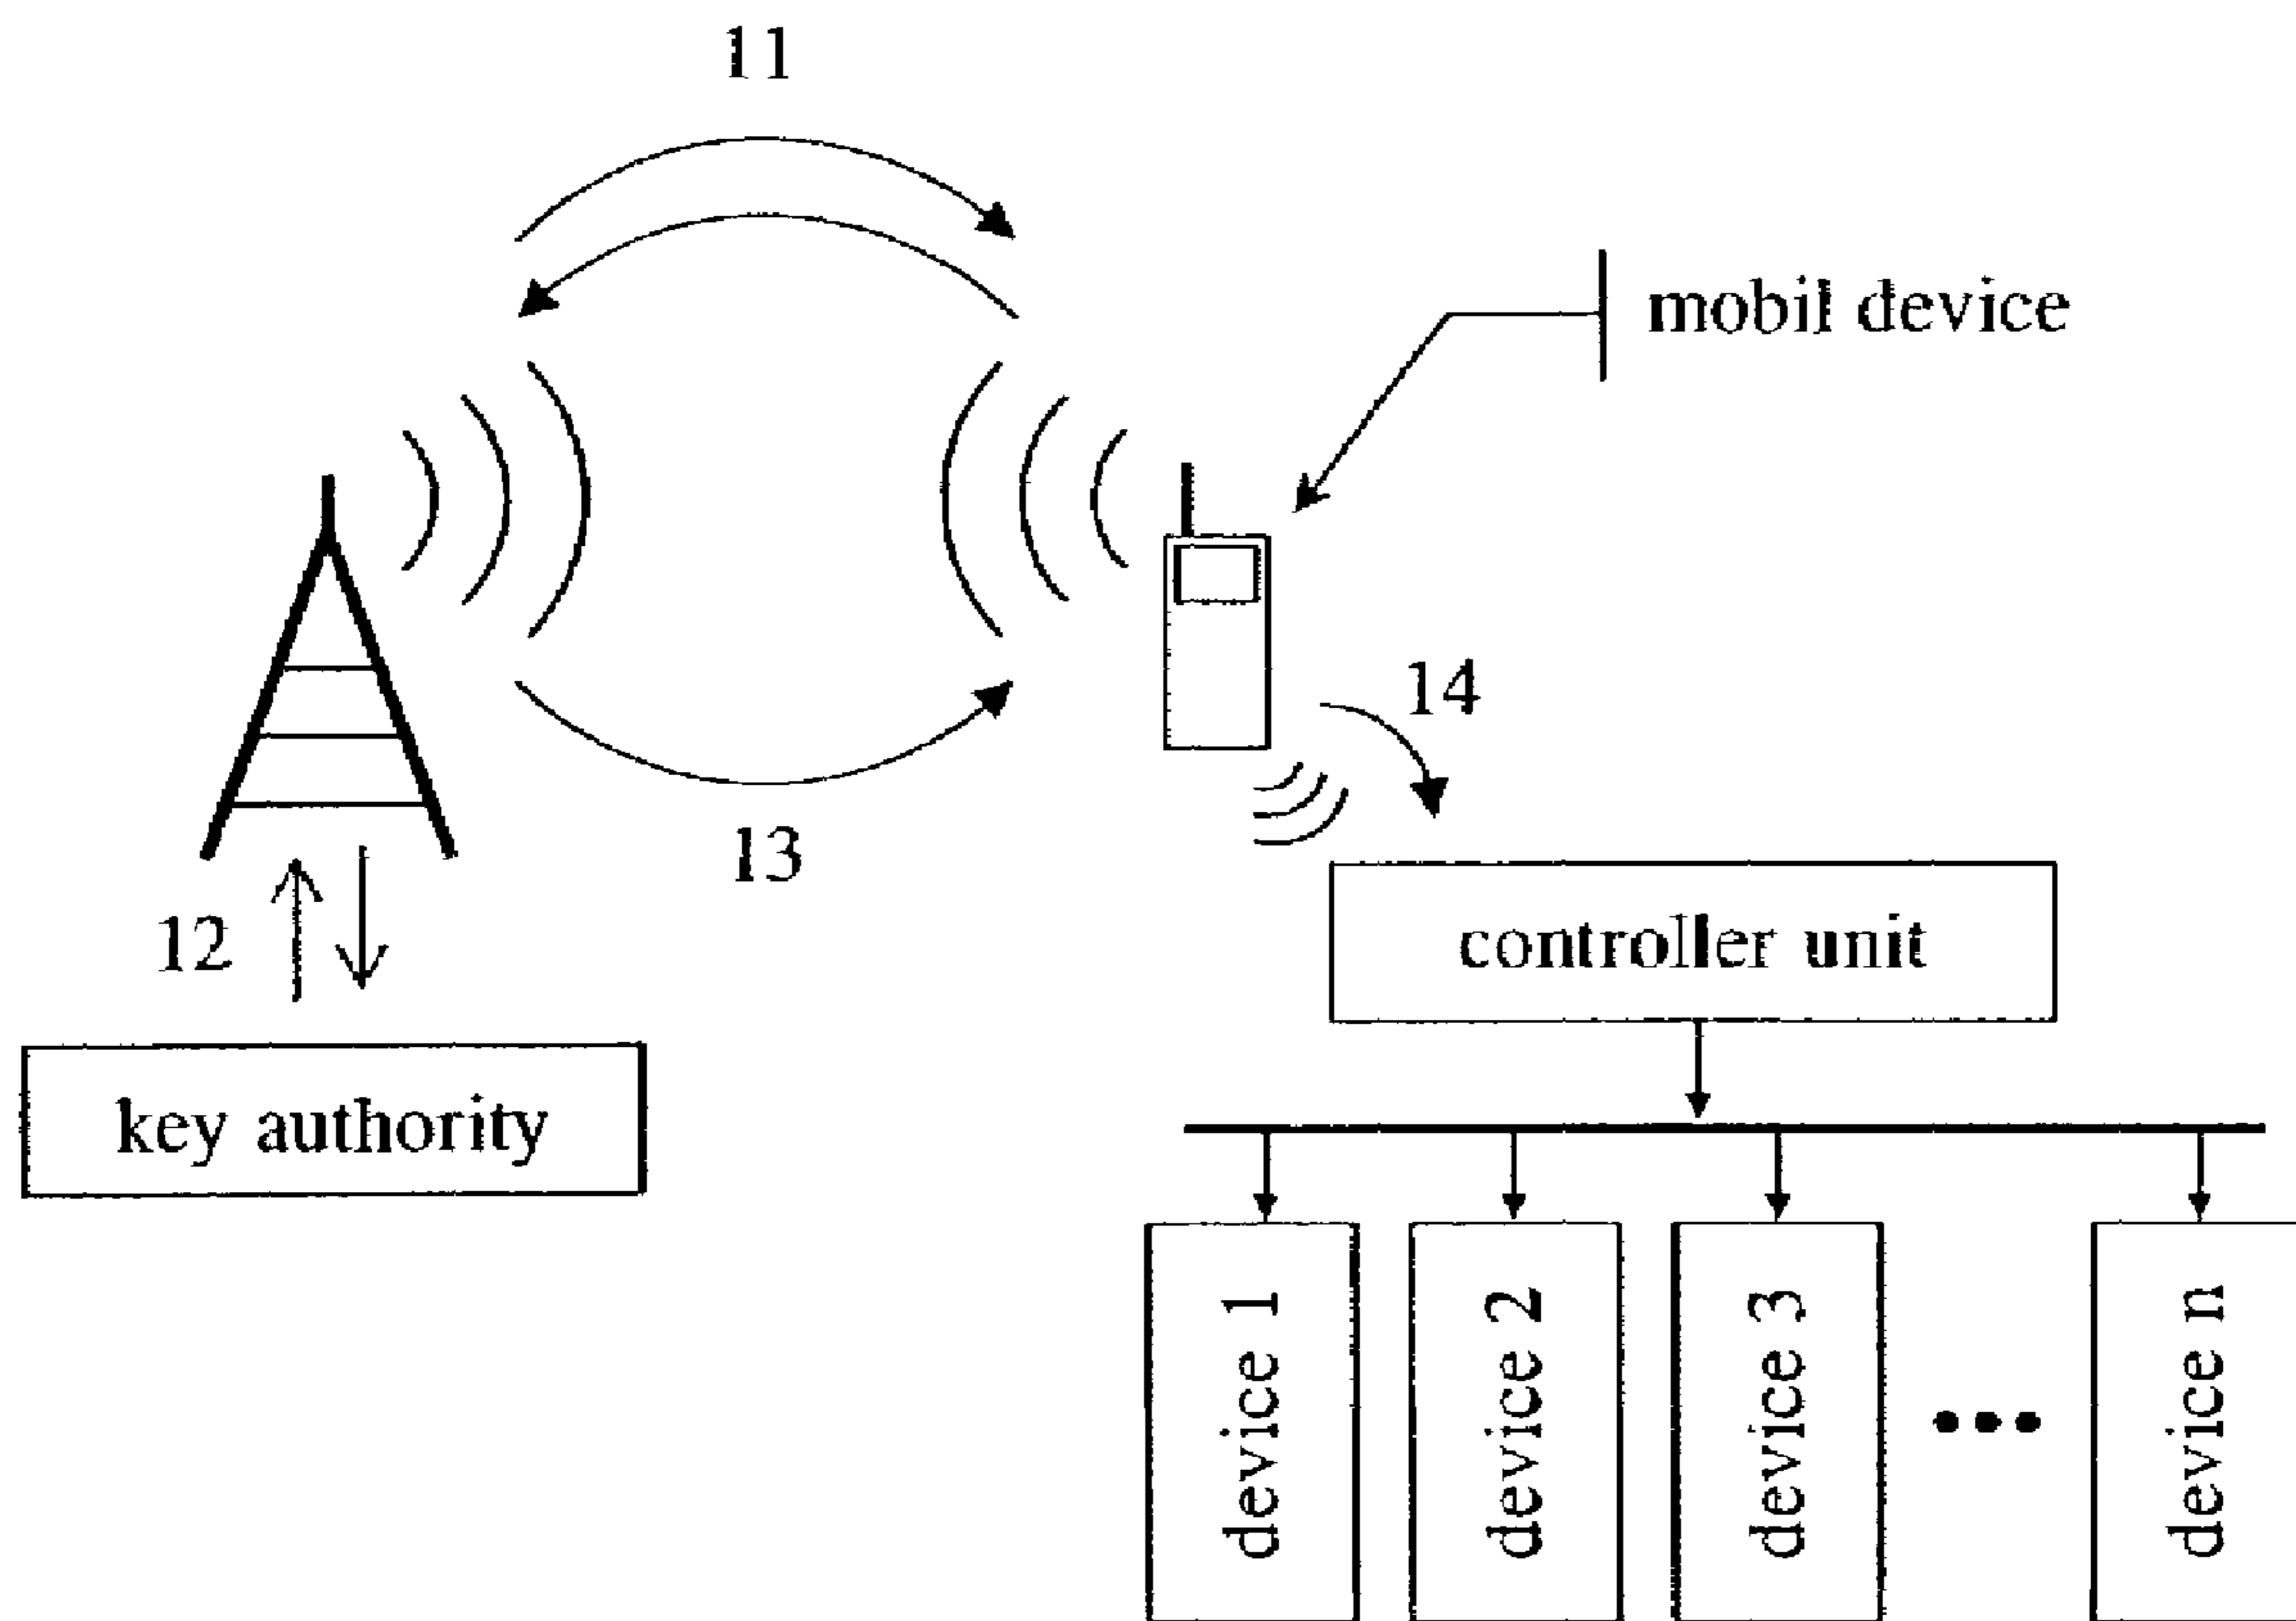 11
mobil device
14
13
12
controller unit
key authority
device 1
device 2
device 3
device n